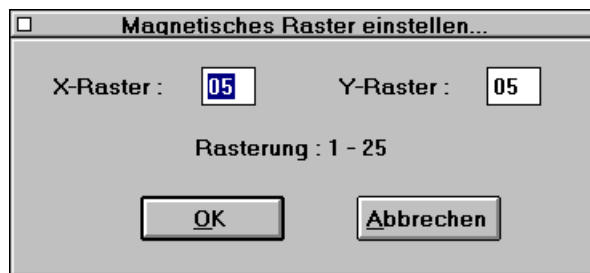 Magnetisches Raster einstellen...
X-Raster : 05 Y-Raster : 05
Rasterung : 1 - 25
OK Abbrechen